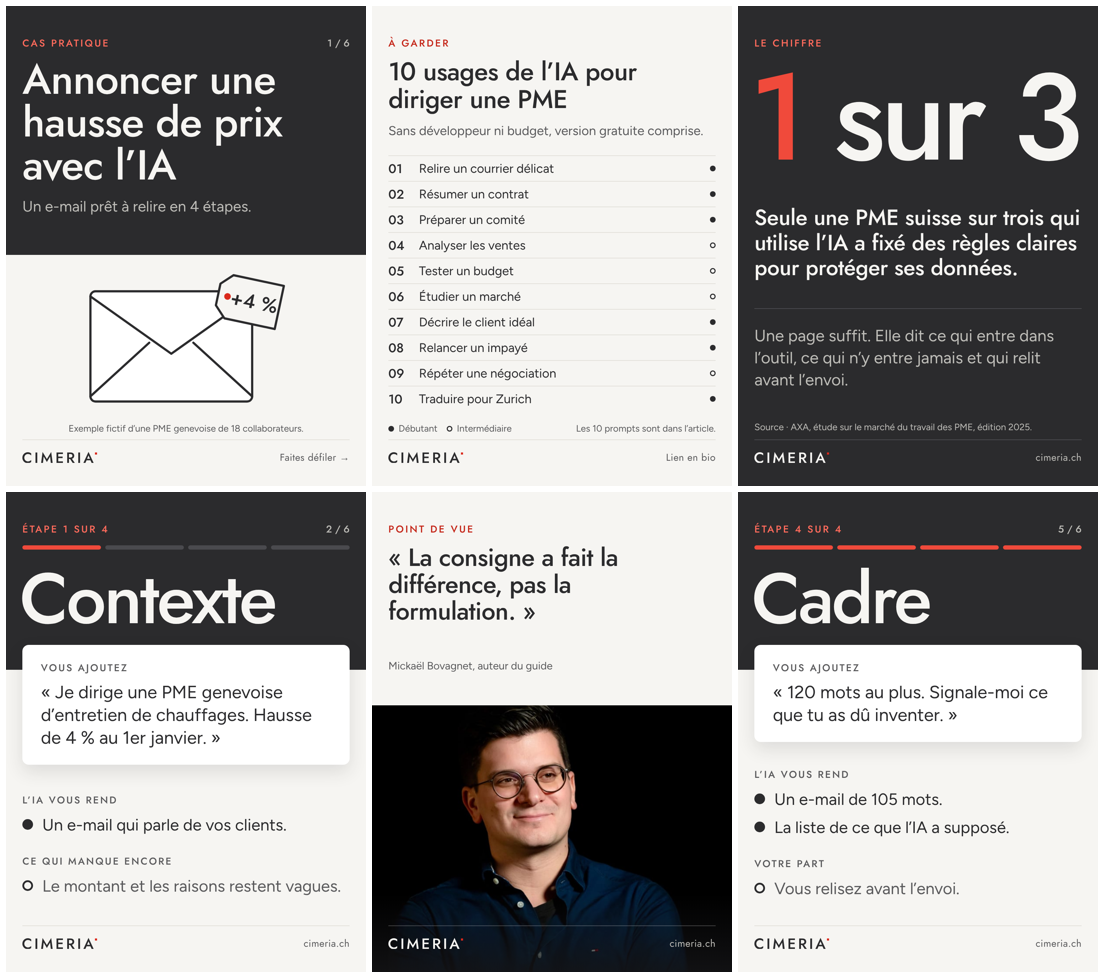 CAS PRATIQUE
1 / 6
Annoncer une
hausse de prix
avec l’IA
Un e-mail prêt à relire en 4 étapes.
+4 %
Exemple fictif d’une PME genevoise de 18 collaborateurs.
CIMERIA
Faites défiler →
À GARDER
10 usages de l’IA pour
diriger une PME
Sans développeur ni budget, version gratuite comprise.
01 Relire un courrier délicat
02 Résumer un contrat
03 Préparer un comité
04 Analyser les ventes
05 Tester un budget
06 Étudier un marché
07 Décrire le client idéal
08 Relancer un impayé
09 Répéter une négociation
10 Traduire pour Zurich
Débutant
Intermédiaire
Les 10 prompts sont dans l’article.
CIMERIA
Lien en bio
LE CHIFFRE
1 sur 3
Seule une PME suisse sur trois qui
utilise l’IA a fixé des règles claires
pour protéger ses données.
Une page suffit. Elle dit ce qui entre dans
l’outil, ce qui n’y entre jamais et qui relit
avant l’envoi.
Source · AXA, étude sur le marché du travail des PME, édition 2025.
CIMERIA
cimeria.ch
ÉTAPE 1 SUR 4
2 / 6
Contexte
VOUS AJOUTEZ
« Je dirige une PME genevoise
d’entretien de chauffages. Hausse
de 4 % au 1er janvier. »
L’IA VOUS REND
Un e-mail qui parle de vos clients.
CE QUI MANQUE ENCORE
Le montant et les raisons restent vagues.
CIMERIA
cimeria.ch
POINT DE VUE
« La consigne a fait la
différence, pas la
formulation. »
Mickaël Bovagnet, auteur du guide
CIMERIA
cimeria.ch
ÉTAPE 4 SUR 4
5 / 6
Cadre
VOUS AJOUTEZ
« 120 mots au plus. Signale-moi ce
que tu as dû inventer. »
L’IA VOUS REND
Un e-mail de 105 mots.
La liste de ce que l’IA a supposé.
VOTRE PART
Vous relisez avant l’envoi.
CIMERIA
cimeria.ch